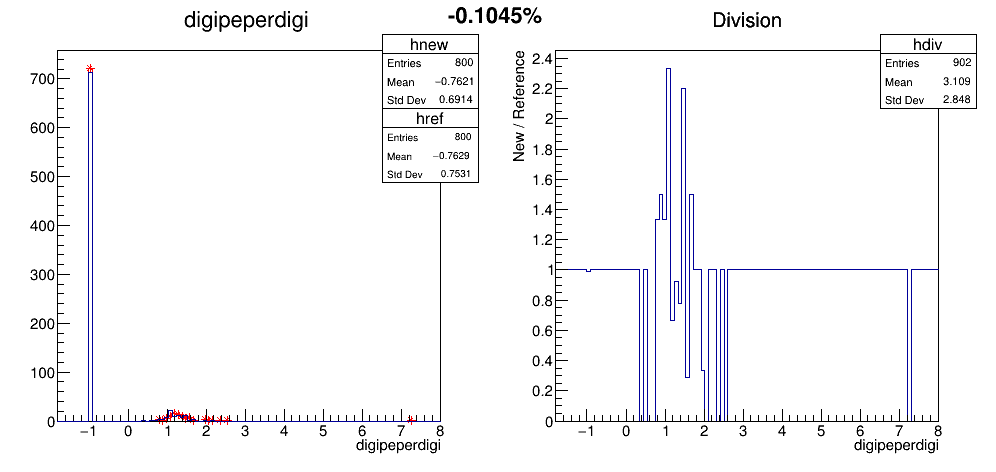 digipeperdigi
-0.1045%
Division
hnew
Entries 800
Mean −0.7621
Std Dev 0.6914
href
Entries 800
Mean −0.7629
Std Dev 0.7531
700
600
500
400
300
200
100
0
−1 0 1 2 3 4 5 6 7 8
digipeperdigi
hdiv
Entries 902
Mean 3.109
Std Dev 2.848
New / Reference
2.4
2.2
2
1.8
1.6
1.4
1.2
1
0.8
0.6
0.4
0.2
0
−1 0 1 2 3 4 5 6 7 8
digipeperdigi